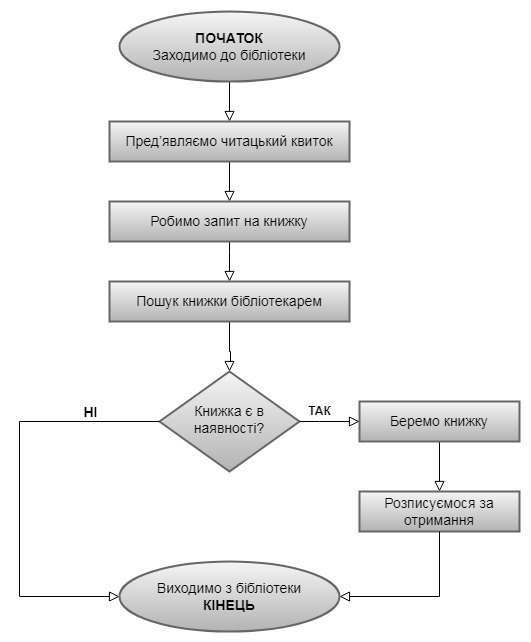 ПОЧАТОК
Заходимо до бібліотеки
Пред’являємо читацький квиток
Робимо запит на книжку
Пошук книжки бібліотекарем
Книжка є в
наявності?
НІ
ТАК
Беремо книжку
Розписуємося за
отримання
Виходимо з бібліотеки
КІНЕЦЬ